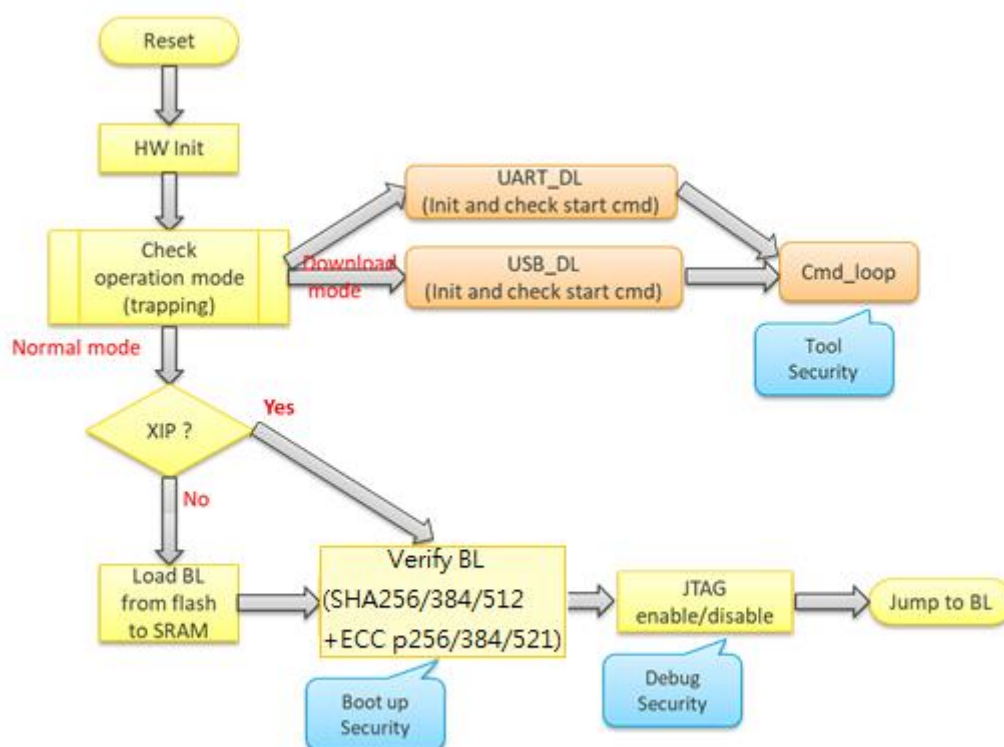 Reset
HW Init
Check
operation mode
(trapping)
Download
mode
UART_DL
(Init and check start cmd)
USB_DL
(Init and check start cmd)
Cmd_loop
Tool
Security
Normal mode
XIP ?
Yes
No
Load BL
from flash
to SRAM
Verify BL
(SHA256/384/512
+ECC p256/384/521)
Boot up
Security
JTAG
enable/disable
Debug
Security
Jump to BL